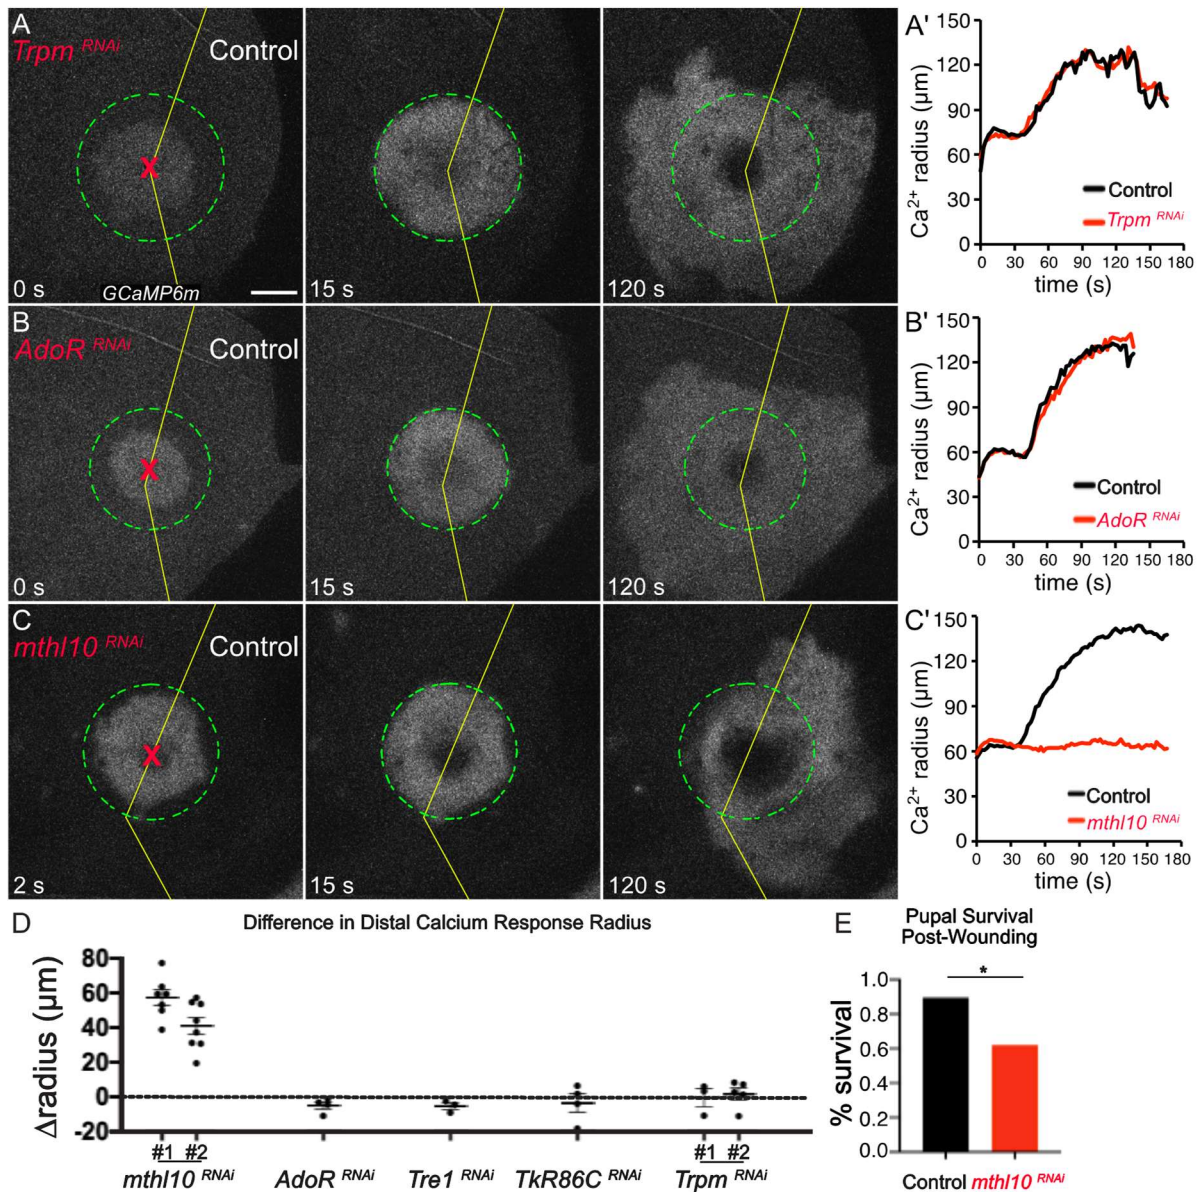 A
Trpm RNAi
Control
0 s
GCaMP6m
15 s
120 s
A'
Ca2+ radius (µm)
150
120
90
60
30
0
0 30 60 90 120 150 180
time (s)
Control
Trpm RNAi
B
AdoR RNAi
Control
0 s
15 s
120 s
B'
Ca2+ radius (µm)
150
120
90
60
30
0
0 30 60 90 120 150 180
time (s)
Control
AdoR RNAi
C
mthl10 RNAi
Control
2 s
15 s
120 s
C'
Ca2+ radius (µm)
150
120
90
60
30
0
0 30 60 90 120 150 180
time (s)
Control
mthl10 RNAi
D
Difference in Distal Calcium Response Radius
Δradius (µm)
80
60
40
20
0
-20
#1 #2
mthl10 RNAi
AdoR RNAi
Tre1 RNAi
TkR86C RNAi
#1 #2
Trpm RNAi
E
Pupal Survival
Post-Wounding
*
% survival
1.0
0.8
0.6
0.4
0.2
0.0
Control mthl10 RNAi